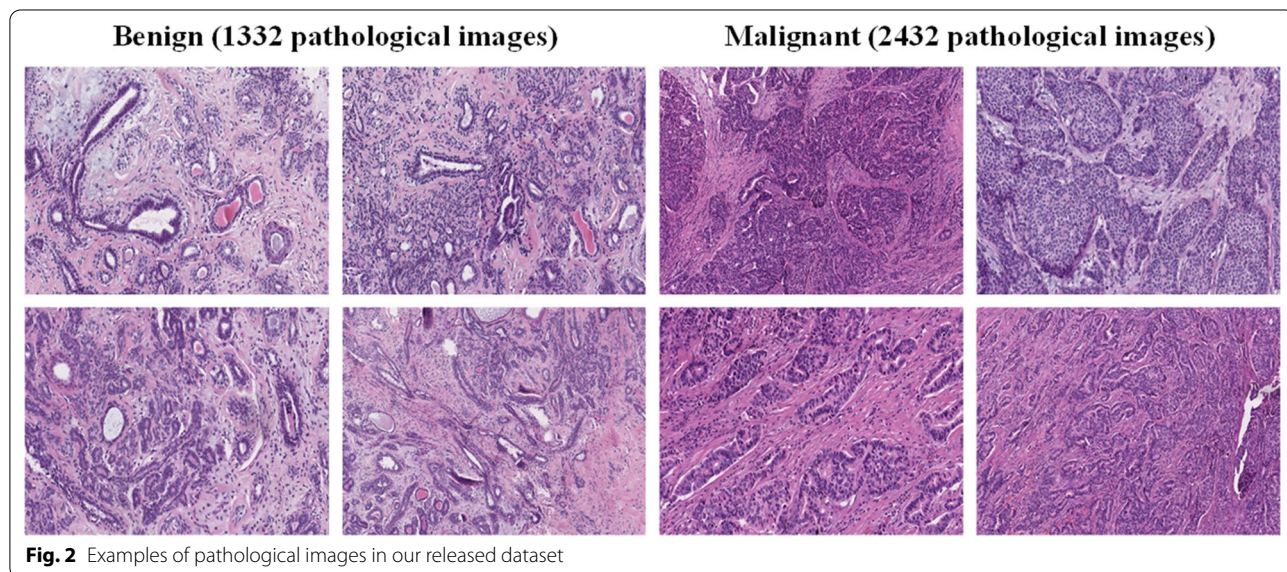 Benign (1332 pathological images)
Malignant (2432 pathological images)
Fig. 2 Examples of pathological images in our released dataset